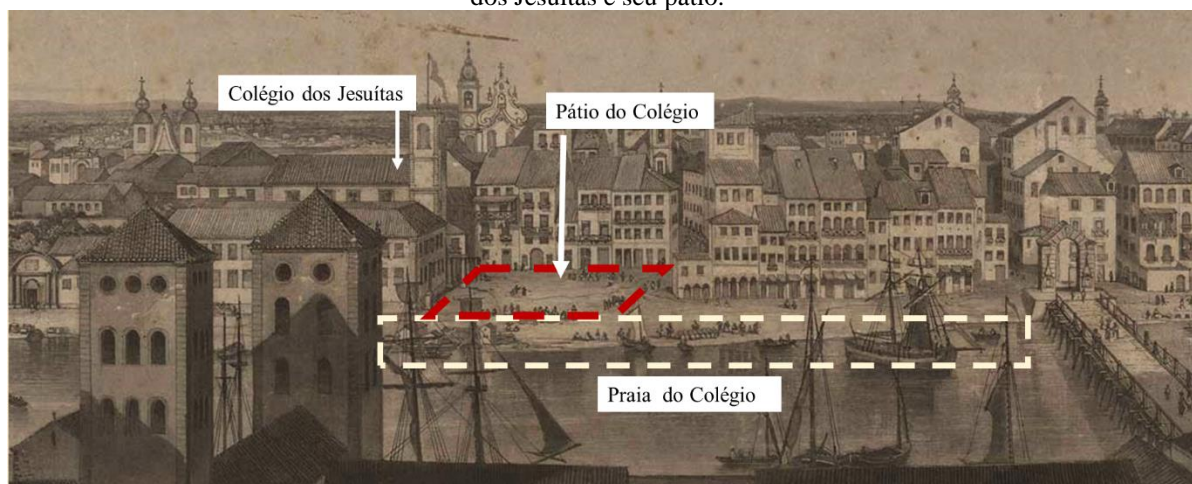 dos Jesuítas e seu pátio.
Colégio dos Jesuítas
Pátio do Colégio
Praia do Colégio